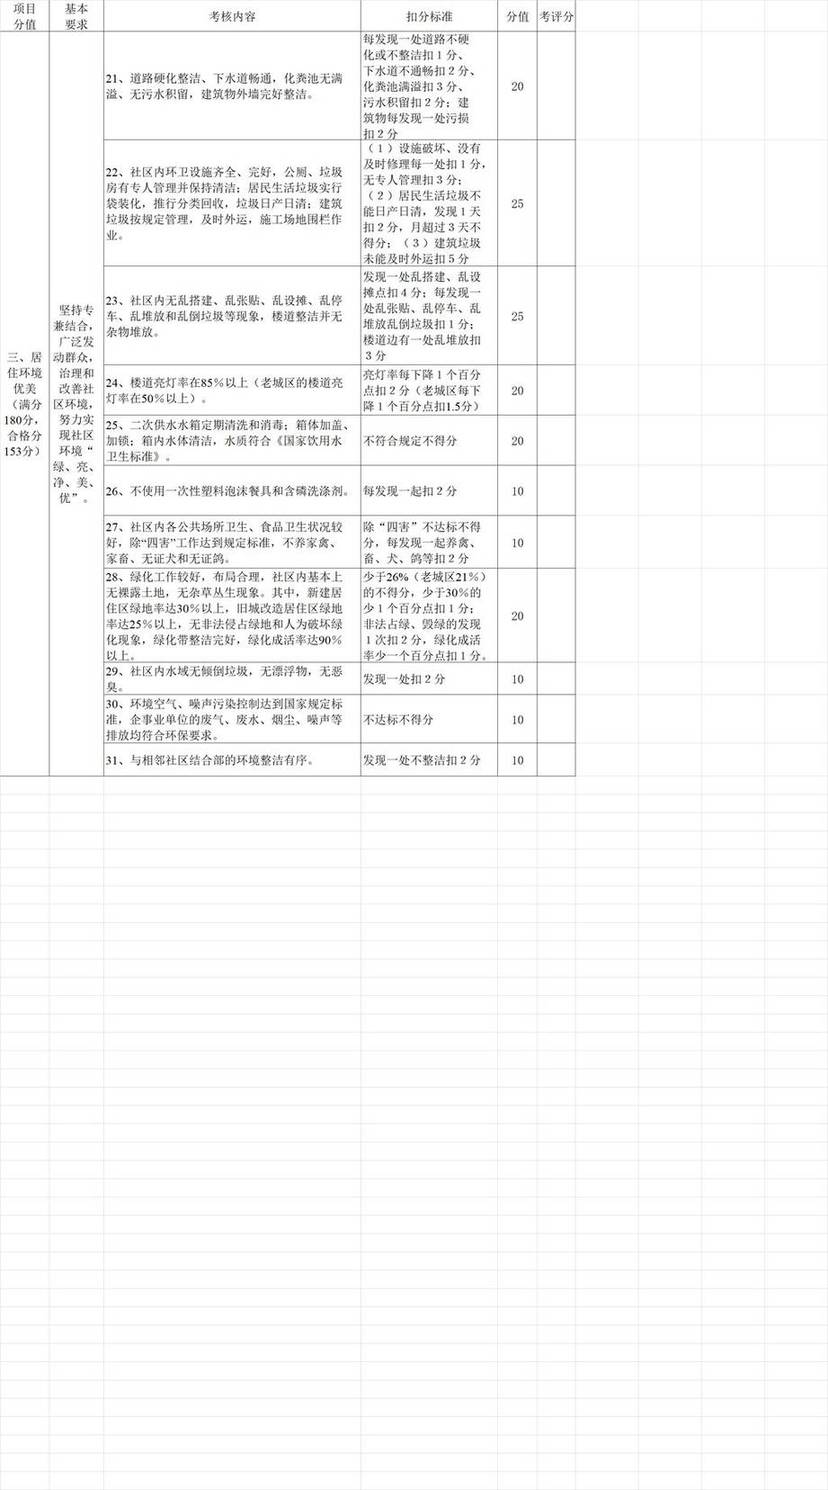 项目
分值
基本
要求
考核内容
扣分标准
分值
考评分
三、居
住环境
优美
（满分
180分，
合格分
153分）
坚持专
兼结合，
广泛发
动群众，
治理和
改善社
区环境，
努力实
现社区
环境“
绿、亮、
净、美、
优”。
21、道路硬化整洁、下水道畅通，化粪池无满
溢、无污水积留，建筑物外墙完好整洁。
每发现一处道路不硬
化或不整洁扣１分、
下水道不通畅扣２分、
化粪池满溢扣３分、
污水积留扣２分；建
筑物每发现一处污损
扣２分
20
22、社区内环卫设施齐全、完好，公厕、垃圾
房有专人管理并保持清洁；居民生活垃圾实行
袋装化，推行分类回收，垃圾日产日清；建筑
垃圾按规定管理，及时外运，施工场地围栏作
业。
（１）设施破坏、没有
及时修理每一处扣１分，
无专人管理扣３分；
（２）居民生活垃圾不
能日产日清，发现１天
扣２分，月超过３天不
得分；（３）建筑垃圾
未能及时外运扣５分
25
23、社区内无乱搭建、乱张贴、乱设摊、乱停
车、乱堆放和乱倒垃圾等现象，楼道整洁并无
杂物堆放。
发现一处乱搭建、乱设
摊点扣４分；每发现一
处乱张贴、乱停车、乱
堆放乱倒垃圾扣１分；
楼道边有一处乱堆放扣
３分
25
24、楼道亮灯率在85%以上（老城区的楼道亮
灯率在50%以上）。
亮灯率每下降１个百分
点扣２分（老城区每下
降１个百分点扣1.5分）
20
25、二次供水水箱定期清洗和消毒；箱体加盖、
加锁；箱内水体清洁，水质符合《国家饮用水
卫生标准》。
不符合规定不得分
20
26、不使用一次性塑料泡沫餐具和含磷洗涤剂。
每发现一起扣２分
10
27、社区内各公共场所卫生、食品卫生状况较
好，除“四害”工作达到规定标准，不养家禽、
家畜、无证犬和无证鸽。
除“四害”不达标不得
分，每发现一起养禽、
畜、犬、鸽等扣２分
10
28、绿化工作较好，布局合理，社区内基本上
无裸露土地，无杂草丛生现象。其中，新建居
住区绿地率达30%以上，旧城改造居住区绿地
率达25%以上，无非法侵占绿地和人为破坏绿
化现象，绿化带整洁完好，绿化成活率达90%
以上。
少于26%（老城区21%）
的不得分，少于30%的
少１个百分点扣１分；
非法占绿、毁绿的发现
１次扣２分，绿化成活
率少一个百分点扣１分。
20
29、社区内水域无倾倒垃圾，无漂浮物，无恶
臭。
发现一处扣２分
10
30、环境空气、噪声污染控制达到国家规定标
准，企事业单位的废气、废水、烟尘、噪声等
排放均符合环保要求。
不达标不得分
10
31、与相邻社区结合部的环境整洁有序。
发现一处不整洁扣２分
10